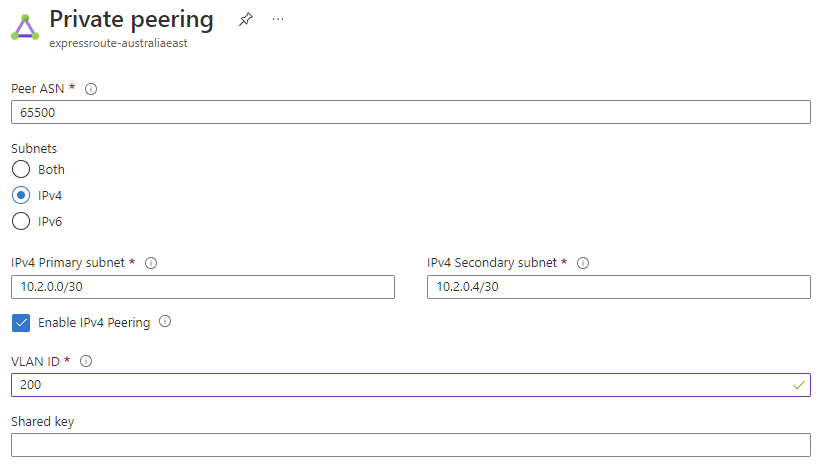 Private peering
expressroute-australiaeast
Peer ASN *
65500
Subnets
Both
IPv4
IPv6
IPv4 Primary subnet * IPv4 Secondary subnet *
10.2.0.0/30 10.2.0.4/30
Enable IPv4 Peering
VLAN ID *
200
Shared key